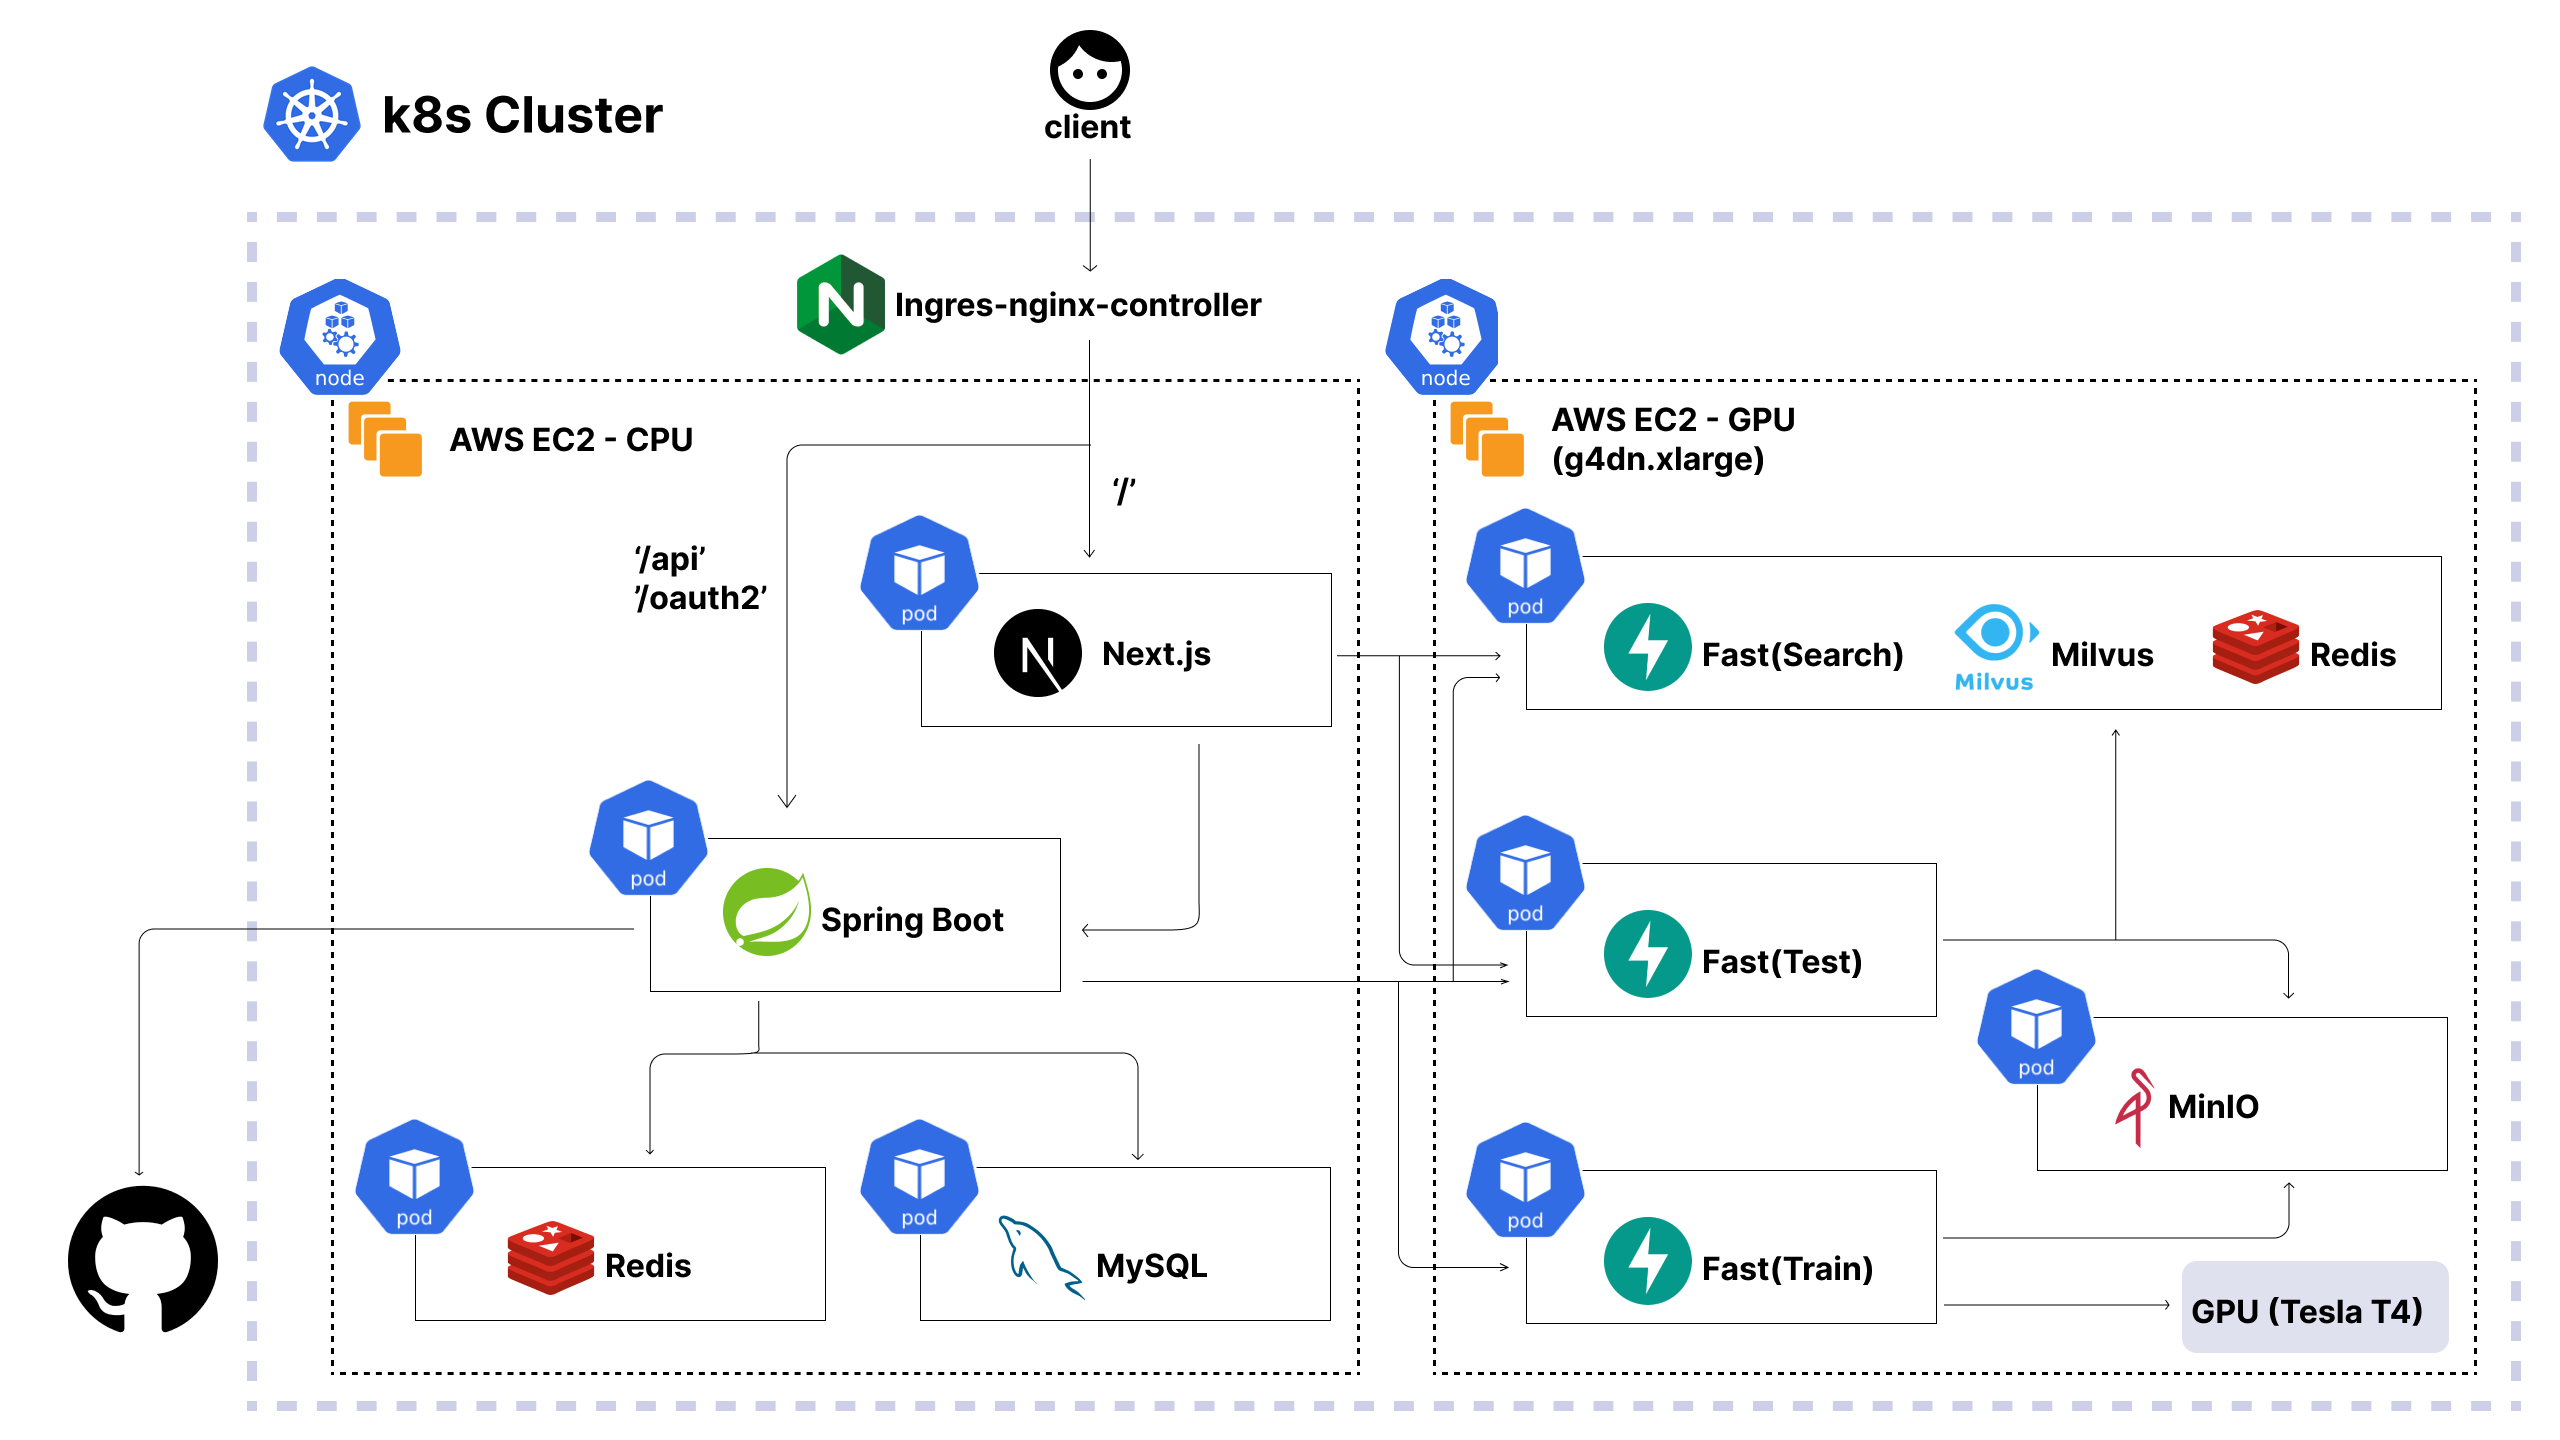 client
k8s Cluster
Ingres-nginx-controller
node
node
AWS EC2 - CPU
AWS EC2 - GPU
(g4dn.xlarge)
‘/’
‘/api’
’/oauth2’
pod
Next.js
pod
Fast(Search)
Milvus
Milvus
Redis
pod
Spring Boot
pod
Fast(Test)
pod
MinIO
pod
Redis
pod
MySQL
pod
Fast(Train)
GPU (Tesla T4)